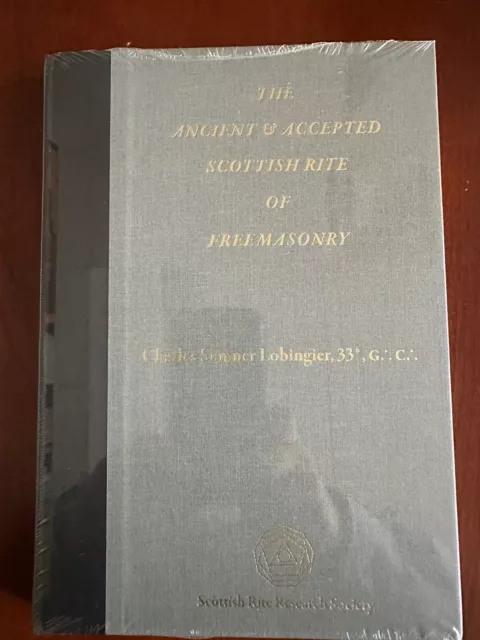 THE
ANCIENT & ACCEPTED
SCOTTISH RITE
OF
FREEMASONRY
Charles Sumner Lobingier, 33°, G∴ C∴
Scottish Rite Research Society